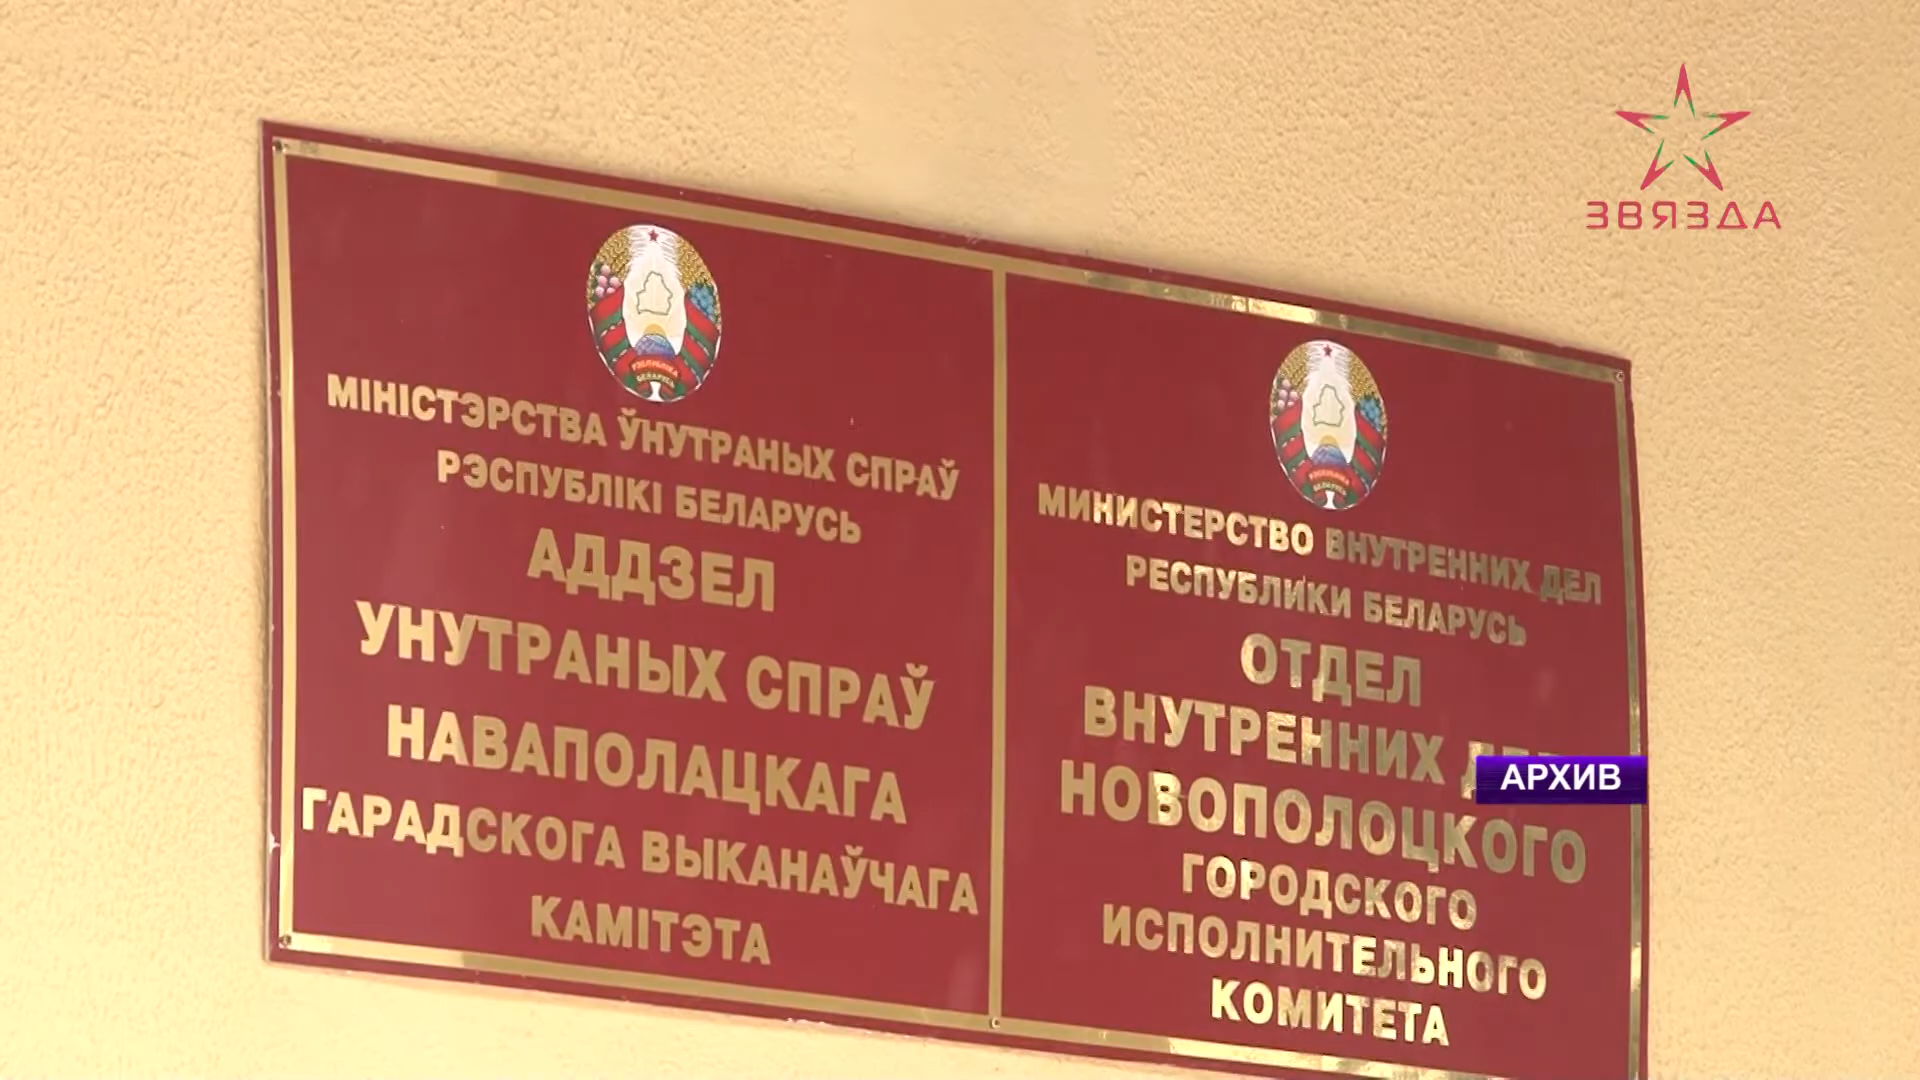 ЗВЯЗДА
МІНІСТЭРСТВА ЎНУТРАНЫХ СПРАЎ
РЭСПУБЛІКІ БЕЛАРУСЬ
АДДЗЕЛ
УНУТРАНЫХ СПРАЎ
НАВАПОЛАЦКАГА
ГАРАДСКОГА ВЫКАНАЎЧАГА
КАМІТЭТА
МИНИСТЕРСТВО ВНУТРЕННИХ ДЕЛ
РЕСПУБЛИКИ БЕЛАРУСЬ
ОТДЕЛ
ВНУТРЕННИХ
НОВОПОЛОЦКОГО
ГОРОДСКОГО
ИСПОЛНИТЕЛЬНОГО
КОМИТЕТА
АРХИВ